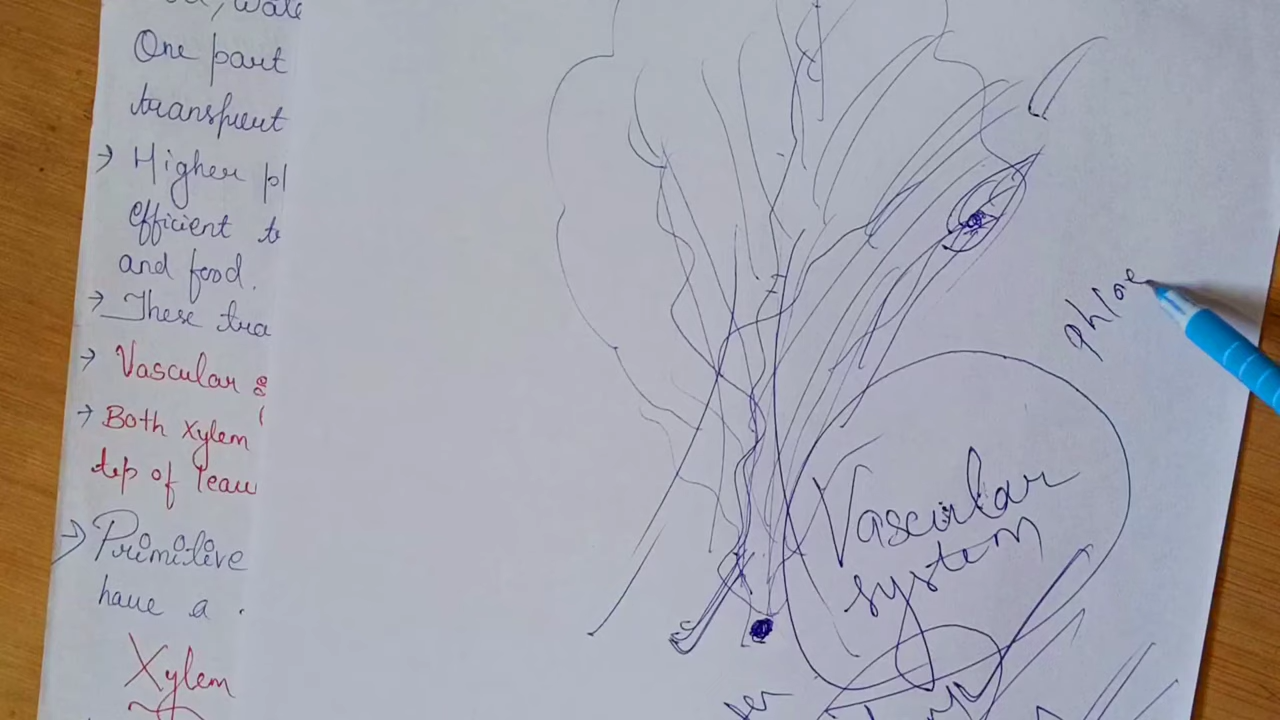 One part
transpurent
→ Higher pl
efficient to
and food.
→ These tra
→ Vascular s
→ Both Xylem
tip of leav
→ Primitive
have a
Xylem
phloe
Vascular
system